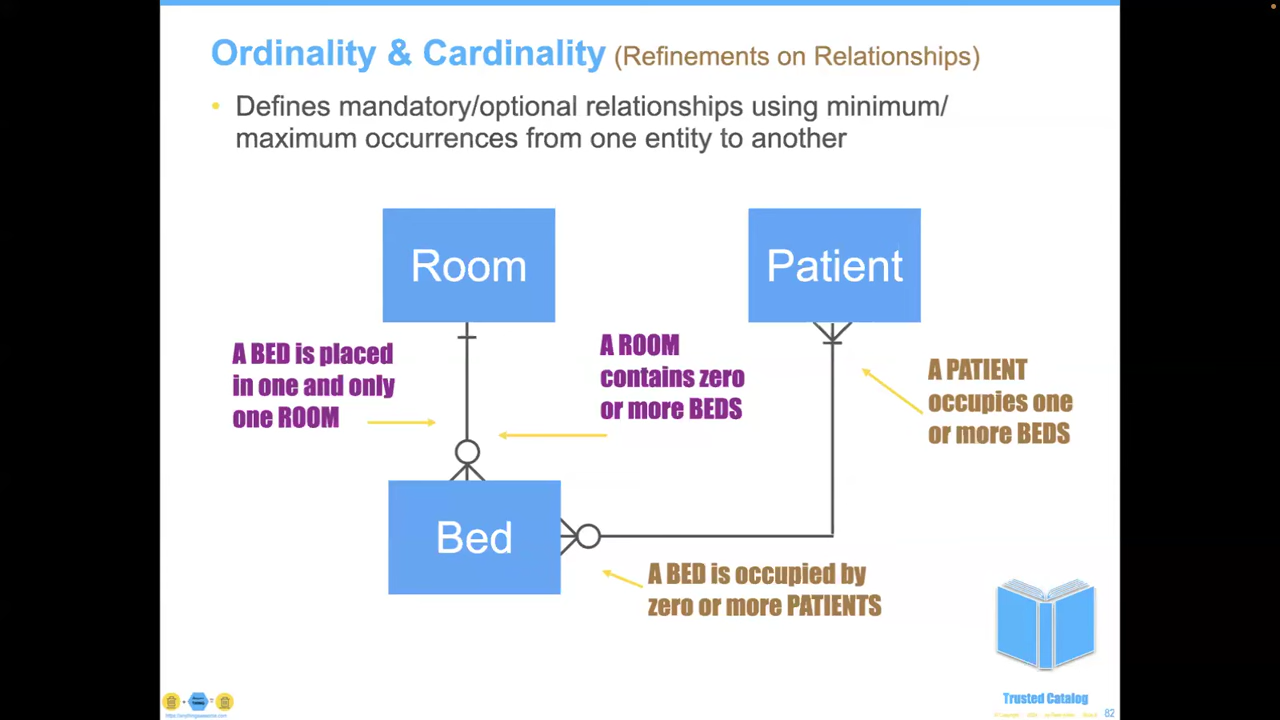 Ordinality & Cardinality (Refinements on Relationships)
• Defines mandatory/optional relationships using minimum/
maximum occurrences from one entity to another
Room
Patient
A BED is placed
in one and only
one ROOM
A ROOM
contains zero
or more BEDS
A PATIENT
occupies one
or more BEDS
Bed
A BED is occupied by
zero or more PATIENTS
Trusted Catalog
82